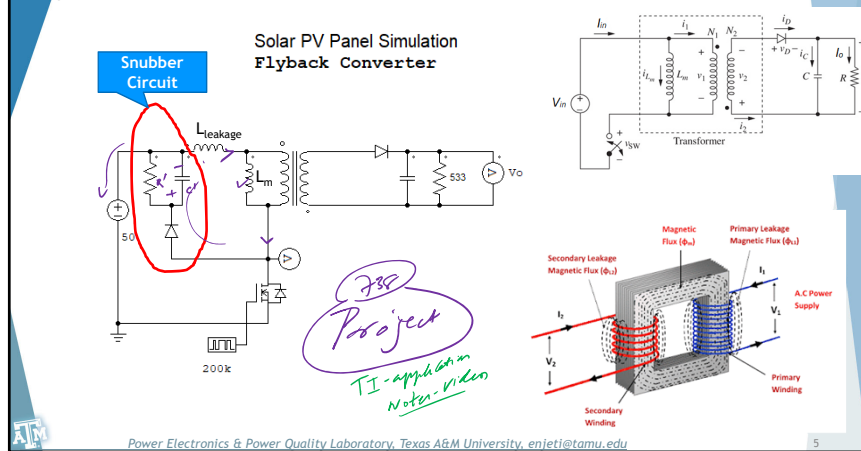 Solar PV Panel Simulation
Flyback Converter
Snubber
Circuit
Lleakage
Lm
R'
C'
50
533
Vo
200k
738
Project
TI-application
Notes-Videos
Iin
i1
N1 N2
iD
+ vD −
iC
Io
iLm
Lm
v1
v2
C
R
Vin
i2
vSW
Transformer
Magnetic
Flux (Φm)
Primary Leakage
Magnetic Flux (ΦL1)
Secondary Leakage
Magnetic Flux (ΦL2)
I1
A.C Power
Supply
V1
I2
V2
Primary
Winding
Secondary
Winding
ATM
Power Electronics & Power Quality Laboratory, Texas A&M University, enjeti@tamu.edu
5